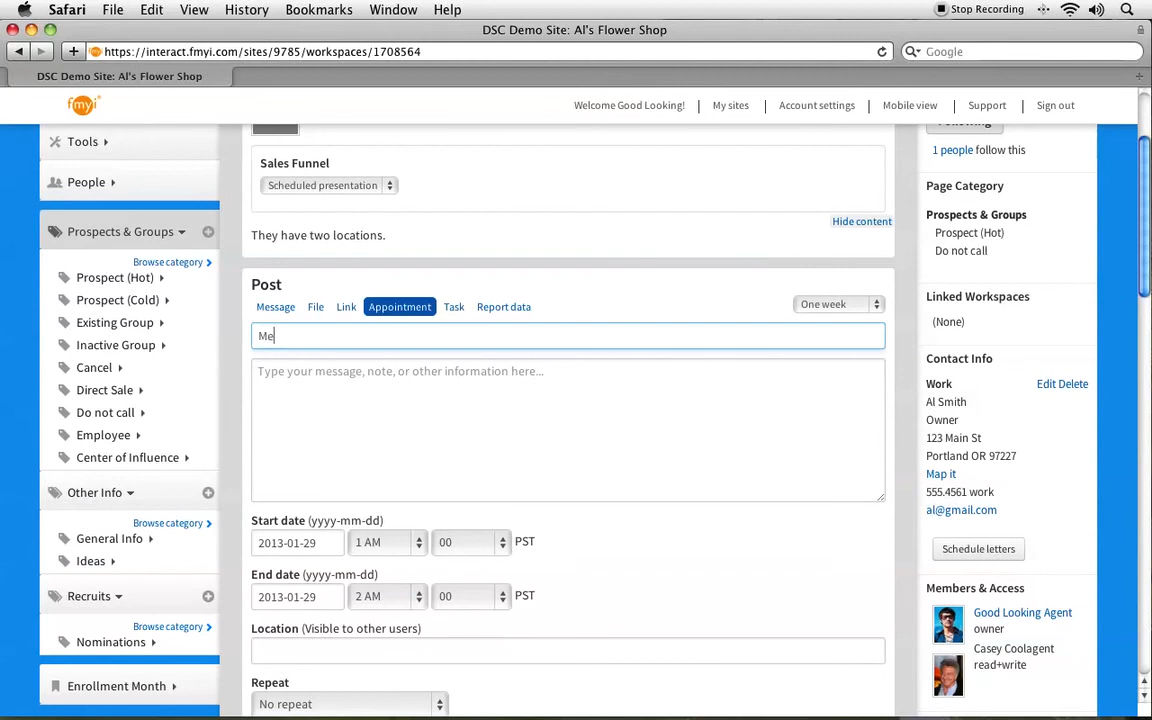 Safari File Edit View History Bookmarks Window Help Stop Recording
DSC Demo Site: Al's Flower Shop
https://interact.fmyi.com/sites/9785/workspaces/1708564 Google
DSC Demo Site: Al's Flower Shop
fmyi Welcome Good Looking! My sites Account settings Mobile view Support Sign out
Tools
People
Prospects & Groups
Browse category
Prospect (Hot)
Prospect (Cold)
Existing Group
Inactive Group
Cancel
Direct Sale
Do not call
Employee
Center of Influence
Other Info
Browse category
General Info
Ideas
Recruits
Browse category
Nominations
Enrollment Month
Sales Funnel
Scheduled presentation
Hide content
They have two locations.
Post
Message File Link Appointment Task Report data One week
Me
Type your message, note, or other information here...
Start date (yyyy-mm-dd)
2013-01-29 1 AM 00 PST
End date (yyyy-mm-dd)
2013-01-29 2 AM 00 PST
Location (Visible to other users)
Repeat
No repeat
Following
1 people follow this
Page Category
Prospects & Groups
Prospect (Hot)
Do not call
Linked Workspaces
(None)
Contact Info
Work Edit Delete
Al Smith
Owner
123 Main St
Portland OR 97227
Map it
555.4561 work
al@gmail.com
Schedule letters
Members & Access
Good Looking Agent
owner
Casey Coolagent
read+write